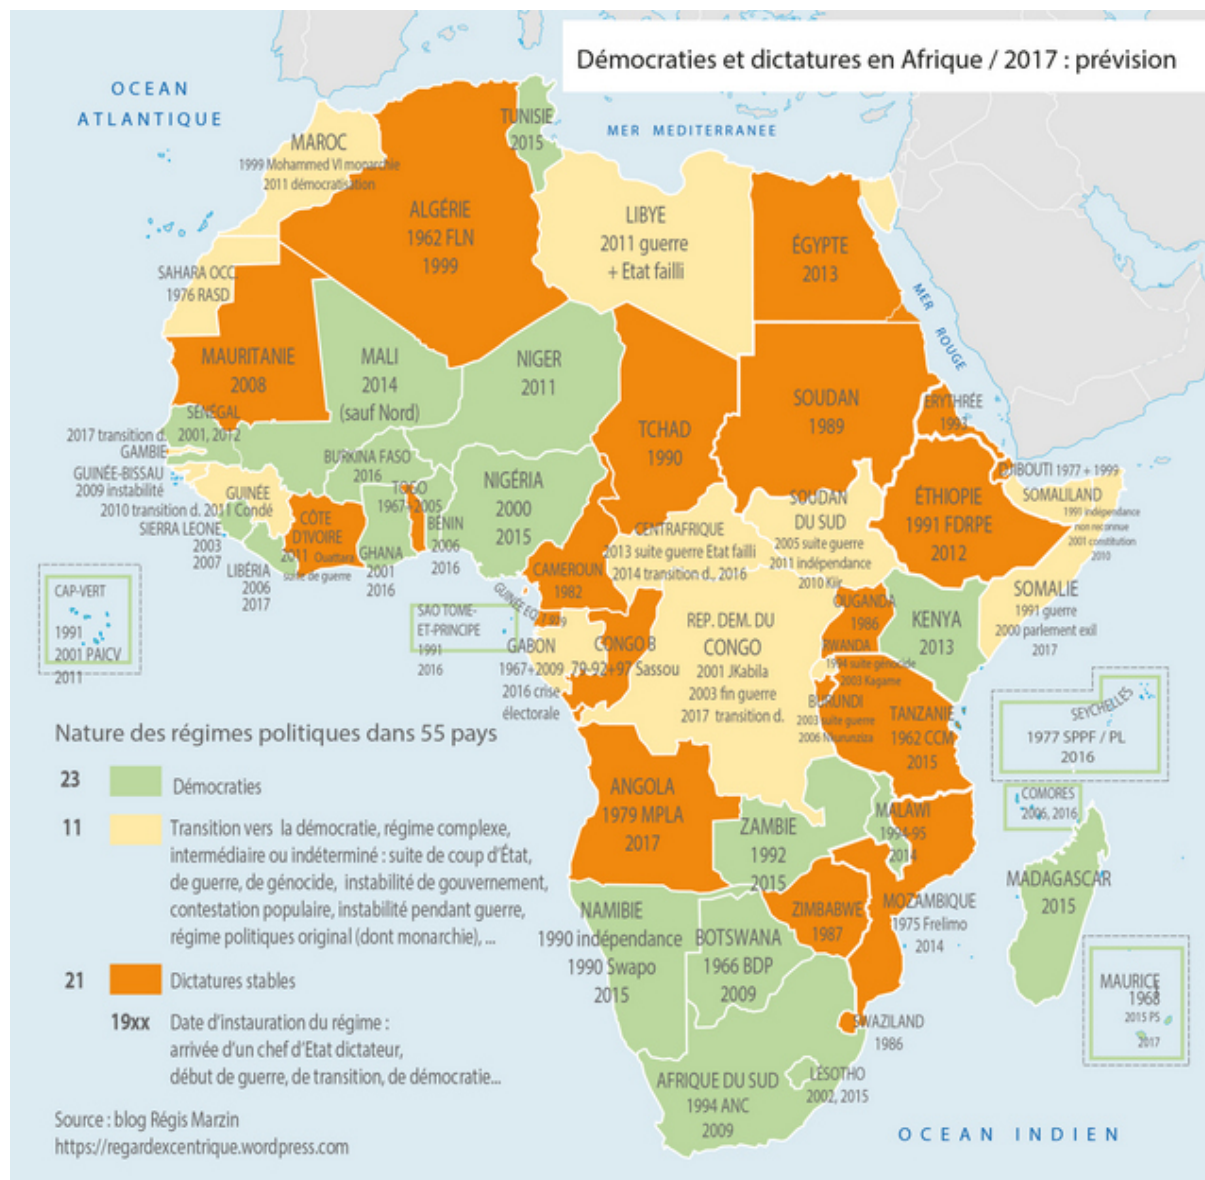 Démocraties et dictatures en Afrique / 2017 : prévision
OCEAN
ATLANTIQUE
MER MEDITERRANEE
MAROC
1999 Mohammed VI monarchie
2011 démocratisation
TUNISIE
2015
ALGÉRIE
1962 FLN
1999
LIBYE
2011 guerre
+ Etat failli
ÉGYPTE
2013
MER ROUGE
SAHARA OCC.
1976 RASD
MAURITANIE
2008
MALI
2014
(sauf Nord)
NIGER
2011
TCHAD
1990
SOUDAN
1989
ERYTHRÉE
1993
SÉNÉGAL
2001, 2012
2017 transition d.
GAMBIE
GUINÉE-BISSAU
2009 instabilité
GUINÉE
2010 transition d. 2011 Condé
SIERRA LEONE
2003
2007
LIBÉRIA
2006
2017
CÔTE
D'IVOIRE
2011 Ouattara
suite de guerre
BURKINA FASO
2016
TOGO
1967+2005
GHANA
2001
2016
BÉNIN
2006
2016
NIGÉRIA
2000
2015
CAMEROUN
1982
CENTRAFRIQUE
2013 suite guerre Etat failli
2014 transition d., 2016
SOUDAN
DU SUD
2005 suite guerre
2011 indépendance
2010 Kiir
ÉTHIOPIE
1991 FDRPE
2012
DJIBOUTI 1977 + 1999
SOMALILAND
1991 indépendance
non reconnue
2001 constitution
2010
SOMALIE
1991 guerre
2000 parlement exil
2017
CAP-VERT
1991
2001 PAICV
2011
SAO TOME-
ET-PRINCIPE
1991
2016
GUINÉE EQ.
GABON
1967+2009
2016 crise
électorale
CONGO B
79-92+97 Sassou
REP. DEM. DU
CONGO
2001 JKabila
2003 fin guerre
2017 transition d.
OUGANDA
1986
RWANDA
1994 suite génocide
2003 Kagame
BURUNDI
2003 suite guerre
2006 Nkurunziza
KENYA
2013
TANZANIE
1962 CCM
2015
SEYCHELLES
1977 SPPF / PL
2016
COMORES
2006, 2016
ANGOLA
1979 MPLA
2017
ZAMBIE
1992
2015
MALAWI
1994-95
2014
MOZAMBIQUE
1975 Frelimo
2014
ZIMBABWE
1987
MADAGASCAR
2015
MAURICE
1968
2015 PS
2017
NAMIBIE
1990 indépendance
1990 Swapo
2015
BOTSWANA
1966 BDP
2009
SWAZILAND
1986
LESOTHO
2002, 2015
AFRIQUE DU SUD
1994 ANC
2009
OCEAN INDIEN
Nature des régimes politiques dans 55 pays
23 Démocraties
11 Transition vers la démocratie, régime complexe,
intermédiaire ou indéterminé : suite de coup d'État,
de guerre, de génocide, instabilité de gouvernement,
contestation populaire, instabilité pendant guerre,
régime politiques original (dont monarchie), ...
21 Dictatures stables
19xx Date d'instauration du régime :
arrivée d'un chef d'Etat dictateur,
début de guerre, de transition, de démocratie...
Source : blog Régis Marzin
https://regardexcentrique.wordpress.com